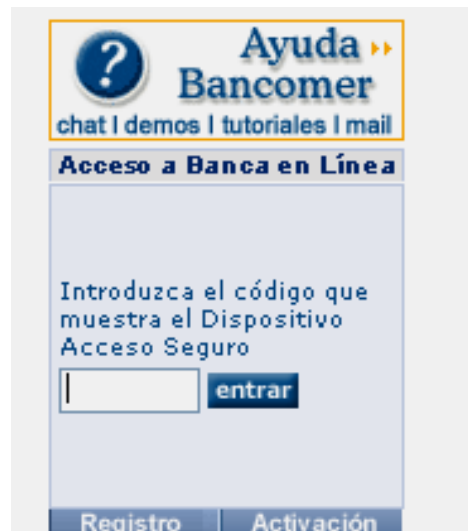 ?
Ayuda
Bancomer
chat | demos | tutoriales | mail
Acceso a Banca en Línea
Introduzca el código que
muestra el Dispositivo
Acceso Seguro
entrar
Registro Activación